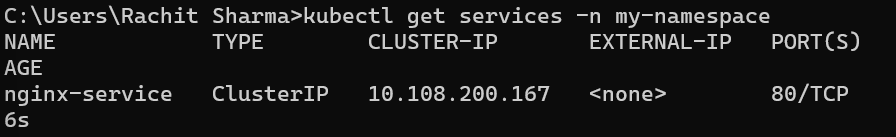 C:\Users\Rachit Sharma>kubectl get services -n my-namespace
NAME TYPE CLUSTER-IP EXTERNAL-IP PORT(S)
AGE
nginx-service ClusterIP 10.108.200.167 <none> 80/TCP
6s